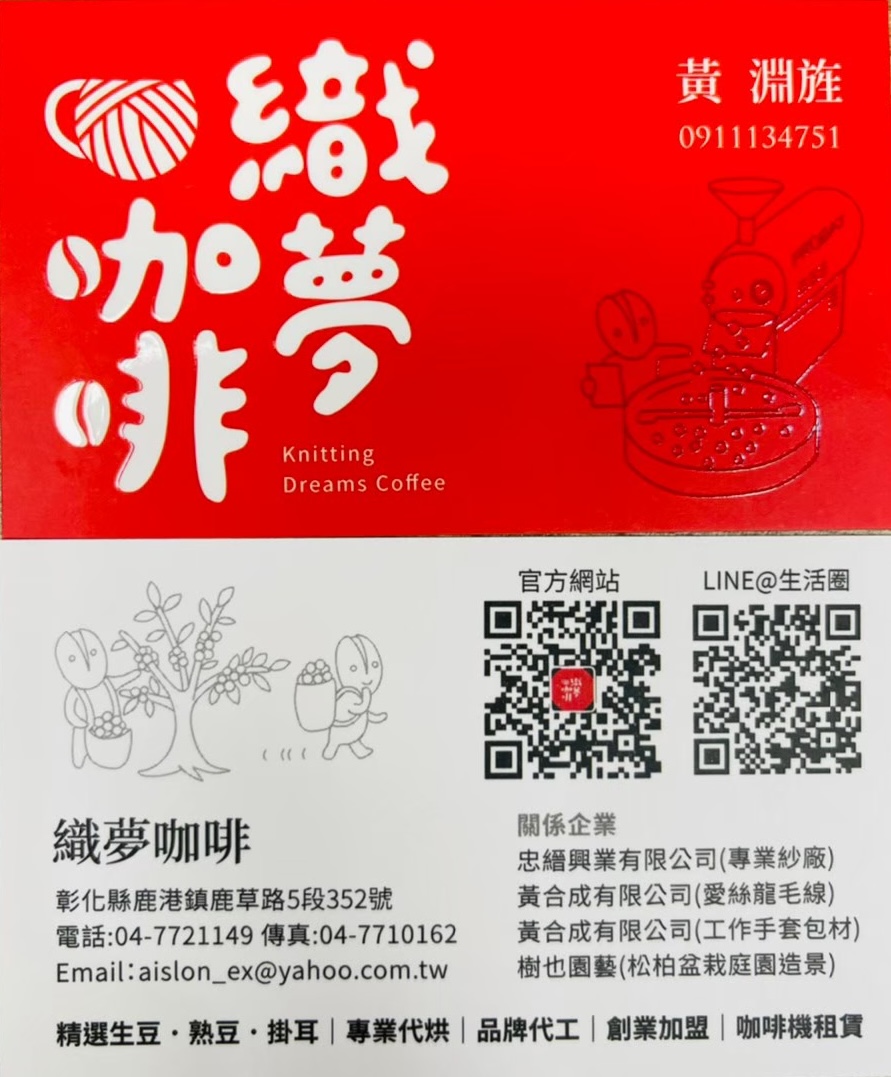 織夢
咖啡
Knitting
Dreams Coffee
黃 淵旌
0911134751
官方網站
LINE@生活圈
織夢咖啡
彰化縣鹿港鎮鹿草路5段352號
電話:04-7721149 傳真:04-7710162
Email:aislon_ex@yahoo.com.tw
關係企業
忠縉興業有限公司(專業紗廠)
黃合成有限公司(愛絲龍毛線)
黃合成有限公司(工作手套包材)
樹也園藝(松柏盆栽庭園造景)
精選生豆・熟豆・掛耳｜專業代烘｜品牌代工｜創業加盟｜咖啡機租賃